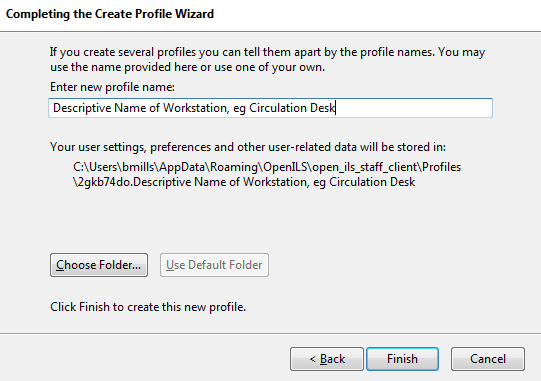 Completing the Create Profile Wizard
If you create several profiles you can tell them apart by the profile names. You may
use the name provided here or use one of your own.
Enter new profile name:
Descriptive Name of Workstation, eg Circulation Desk
Your user settings, preferences and other user-related data will be stored in:
C:\Users\bmills\AppData\Roaming\OpenILS\open_ils_staff_client\Profiles
\2gkb74do.Descriptive Name of Workstation, eg Circulation Desk
Choose Folder... Use Default Folder
Click Finish to create this new profile.
< Back Finish Cancel